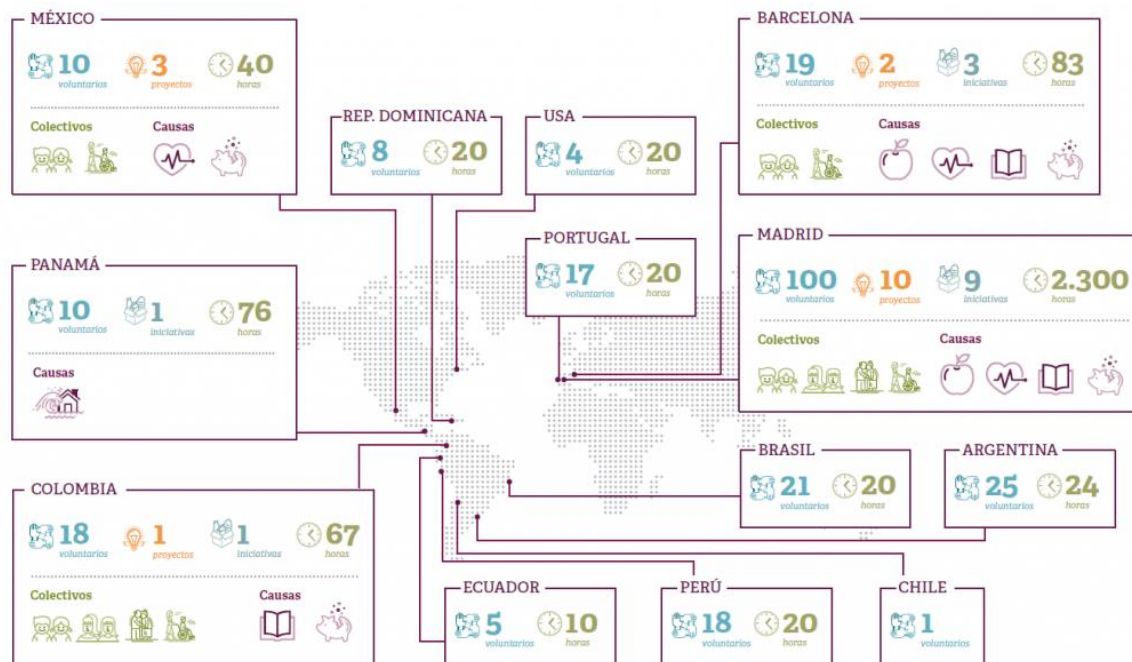 MÉXICO
10 voluntarios 3 proyectos 40 horas
Colectivos Causas
REP. DOMINICANA
8 voluntarios 20 horas
USA
4 voluntarios 20 horas
BARCELONA
19 voluntarios 2 proyectos 3 iniciativas 83 horas
Colectivos Causas
PANAMÁ
10 voluntarios 1 iniciativas 76 horas
Causas
PORTUGAL
17 voluntarios 20 horas
MADRID
100 voluntarios 10 proyectos 9 iniciativas 2.300 horas
Colectivos Causas
COLOMBIA
18 voluntarios 1 proyectos 1 iniciativas 67 horas
Colectivos Causas
BRASIL
21 voluntarios 20 horas
ARGENTINA
25 voluntarios 24 horas
ECUADOR
5 voluntarios 10 horas
PERÚ
18 voluntarios 20 horas
CHILE
1 voluntarios